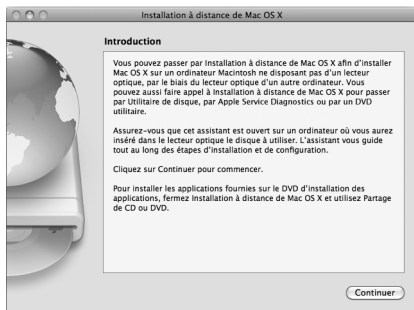 Installation à distance de Mac OS X
Introduction
Vous pouvez passer par Installation à distance de Mac OS X afin d'installer
Mac OS X sur un ordinateur Macintosh ne disposant pas d'un lecteur
optique, par le biais du lecteur optique d'un autre ordinateur. Vous
pouvez aussi faire appel à Installation à distance de Mac OS X pour passer
par Utilitaire de disque, par Apple Service Diagnostics ou par un DVD
utilitaire.
Assurez-vous que cet assistant est ouvert sur un ordinateur où vous aurez
inséré dans le lecteur optique le disque à utiliser. L'assistant vous guide
tout au long des étapes d'installation et de configuration.
Cliquez sur Continuer pour commencer.
Pour installer les applications fournies sur le DVD d'installation des
applications, fermez Installation à distance de Mac OS X et utilisez Partage
de CD ou DVD.
Continuer